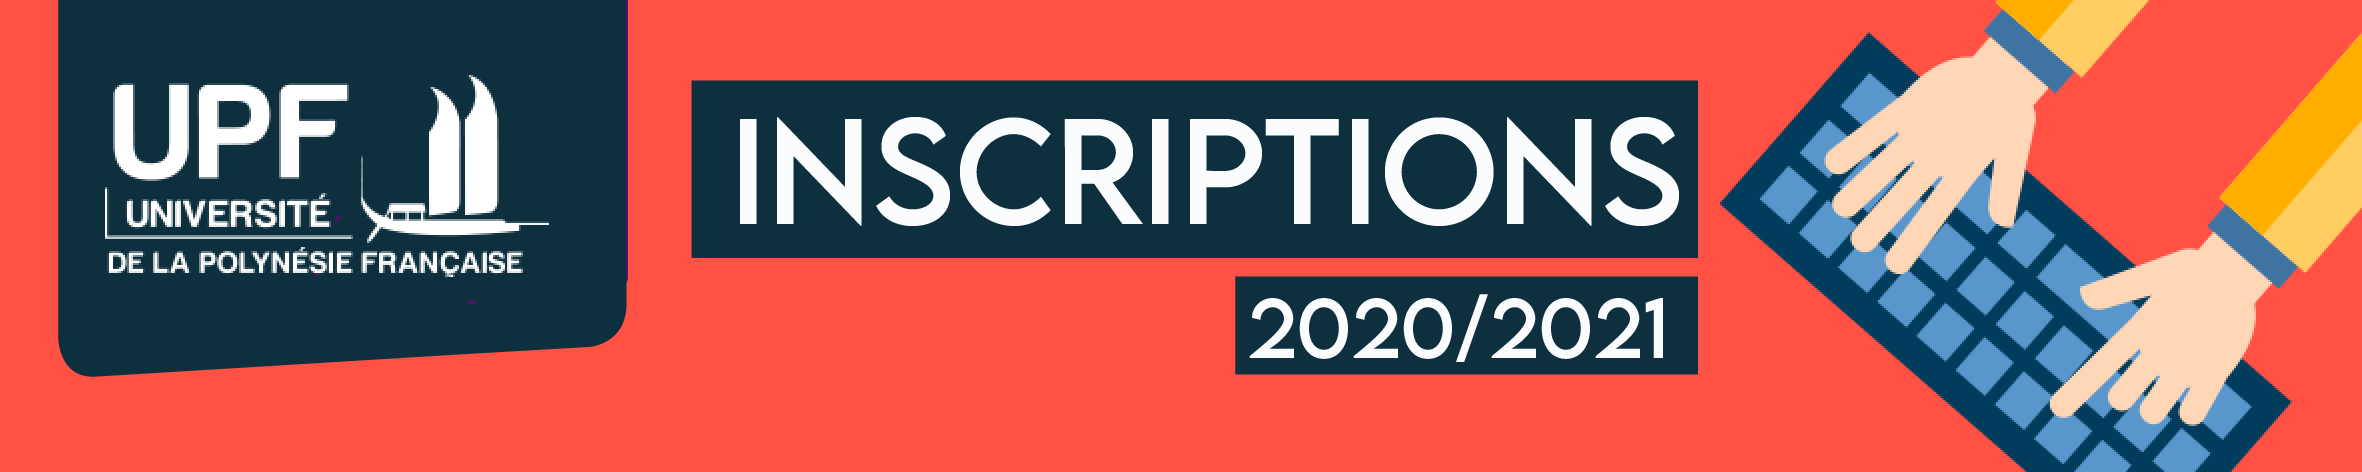 UPF
UNIVERSITÉ
DE LA POLYNÉSIE FRANÇAISE
INSCRIPTIONS
2020/2021